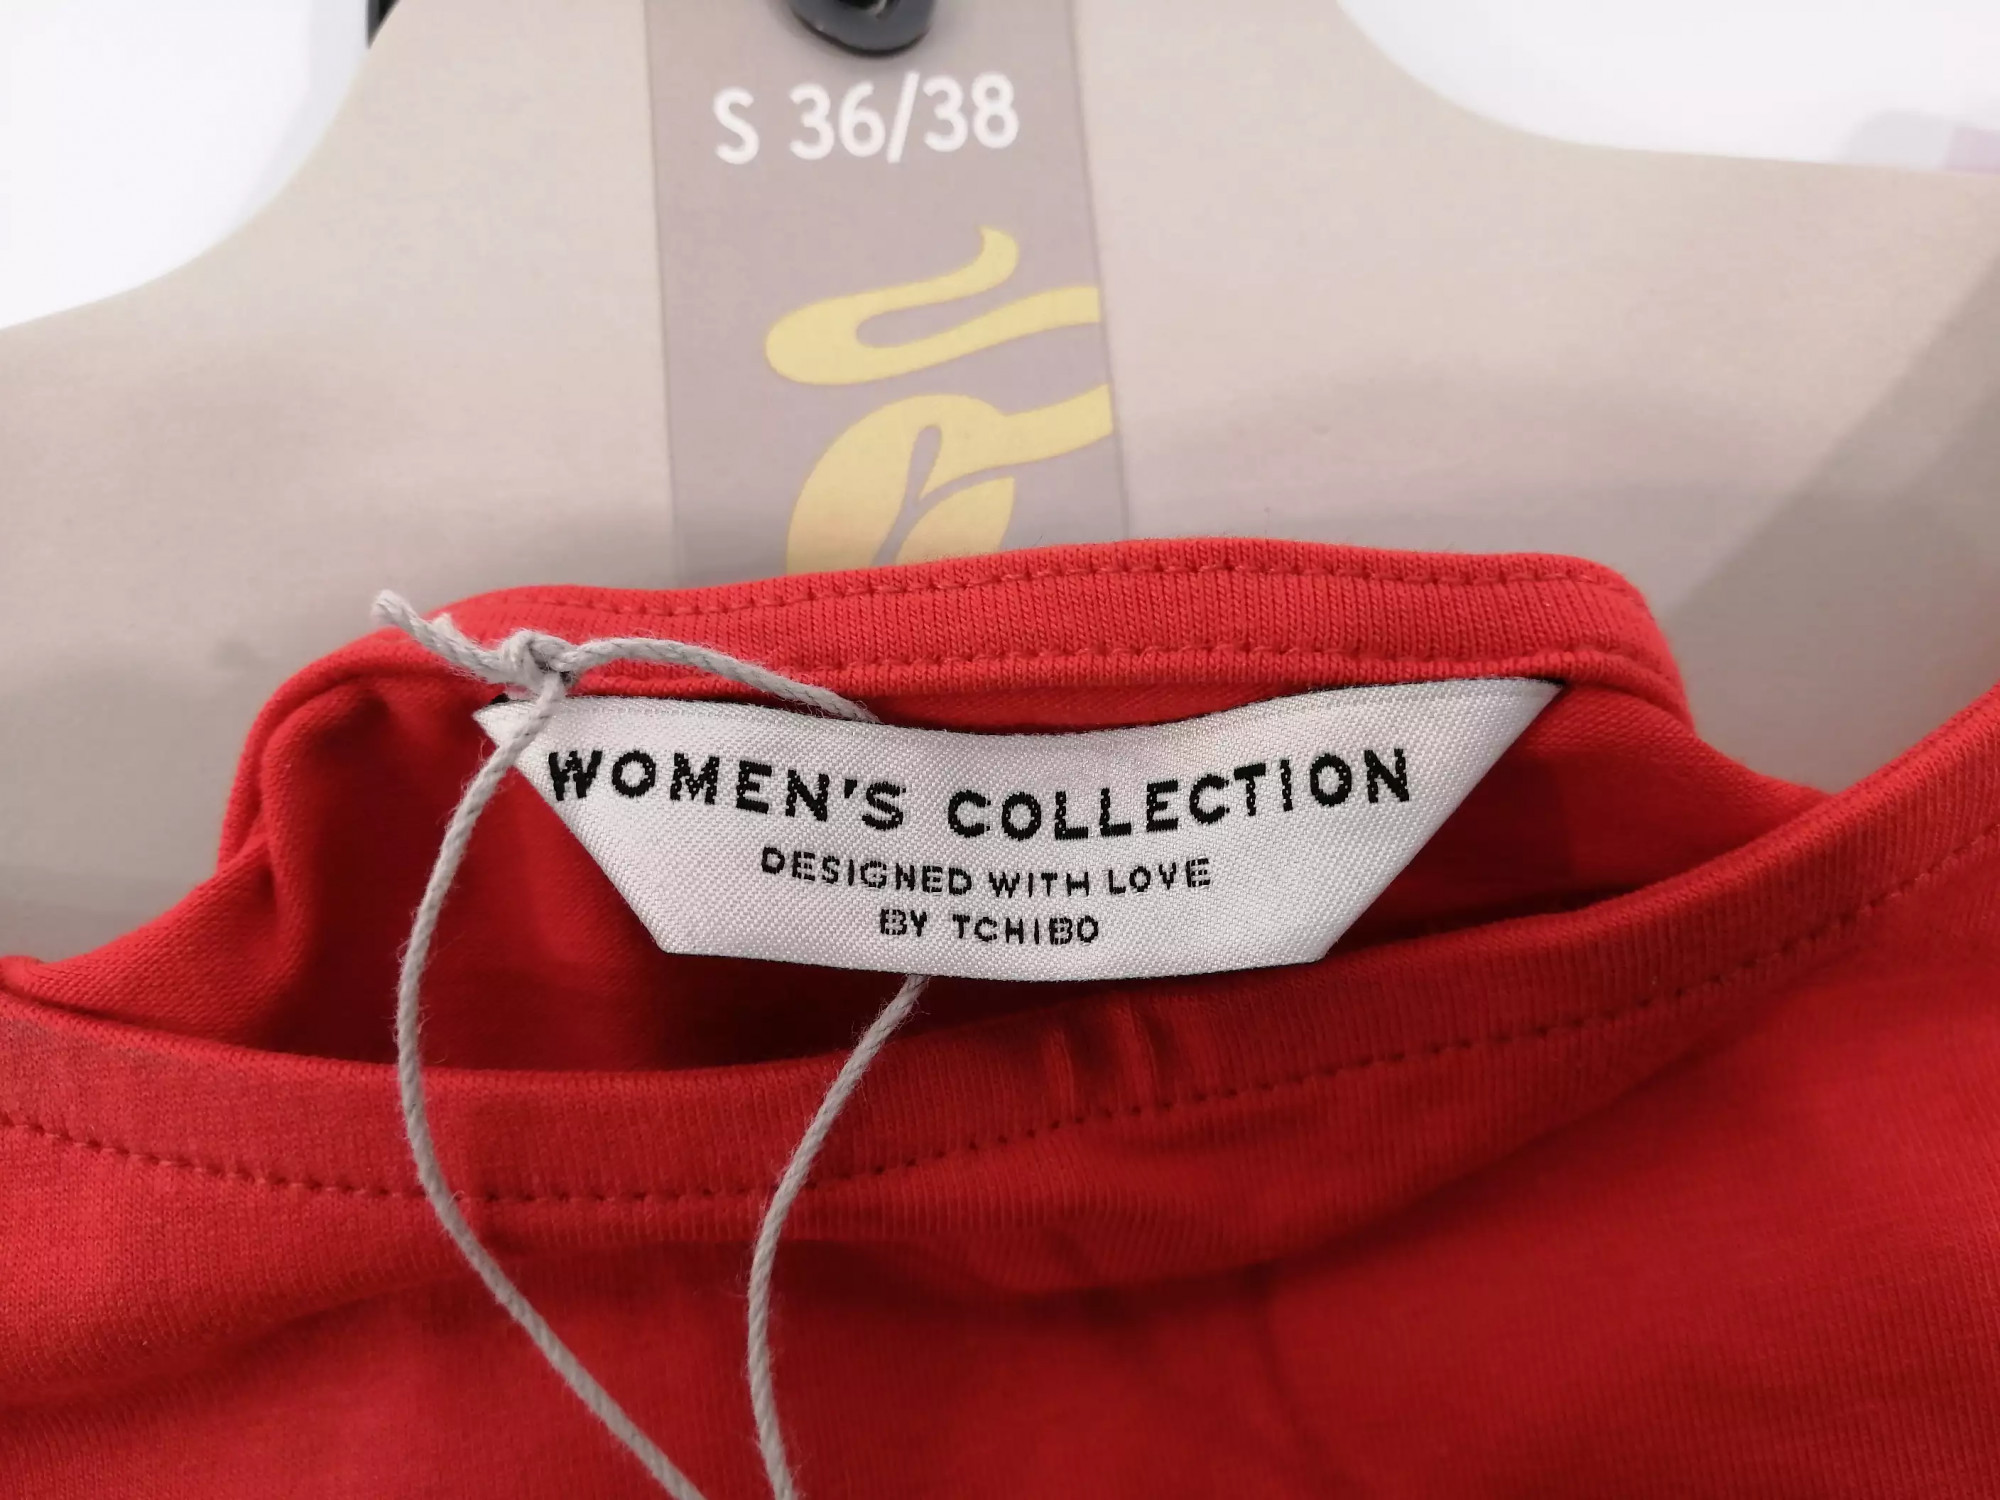 S 36/38
WOMEN'S COLLECTION
DESIGNED WITH LOVE
BY TCHIBO